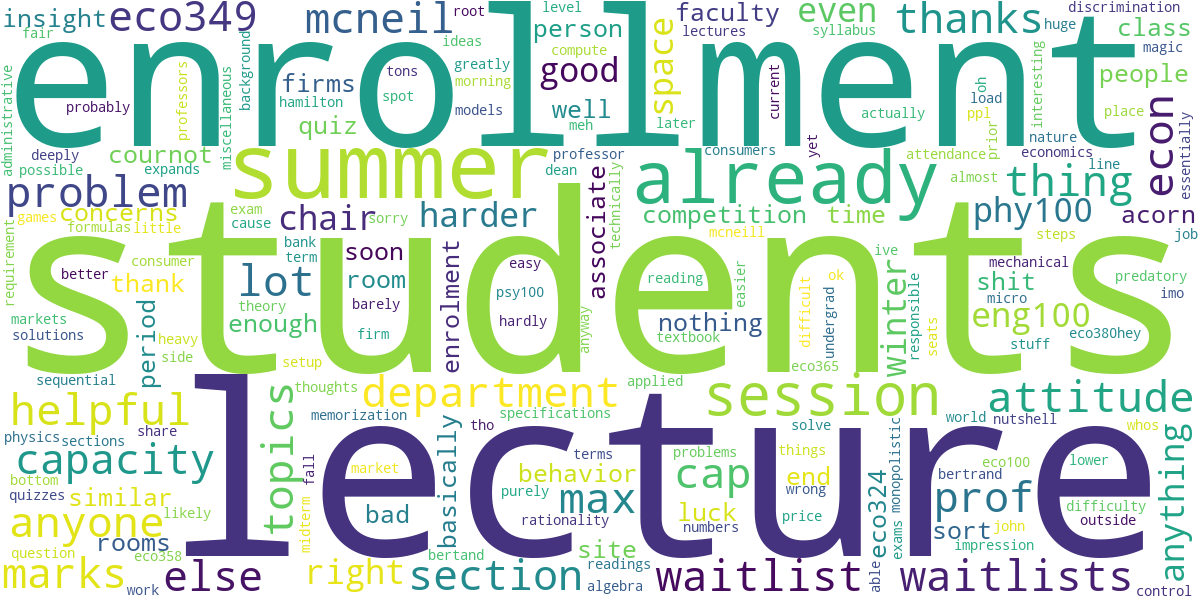 insight
eco349
mcneil
level
root
ideas
person
compute
faculty
lectures
even
syllabus
thanks
huge
discrimination
magic
class
fair
enrollment
administrative
probably
professors
miscellaneous
background
firms
hamilton
quiz
tons
spot
greatly
morning
models
good
well
meh
space
later
current
yet
actually
oh
load
ppl
interesting
people
place
deeply
possible
expands
cournot
summer
professor
dean
already
consumers
attendance
almost
prior
nature
economics
line
thing
econ
essentially
problem
concerns
games
formulas
little
exam
cause
chair
sorry
harder
associate
technically
competition
mcneill
time
phy100
acorn
steps
job
requirement
students
better
consumer
thank
bank
term
lot
theory
soon
room
barely
easy
psy100
hardly
reading
easier
ive
ok
winter
mechanical
shit
micro
predatory
imo
markets
solutions
heavy
side
period
enough
firm
setup
enrolment
anyway
nothing
textbook
difficult
undergrad
responsible
seats
eng100
stuff
eco380hey
eco365
sequential
helpful
thoughts
department
applied
session
attitude
memorization
specifications
world
nutshell
whos
physics
sections
share
topics
basically
tho
terms
problems
solve
things
lecture
capacity
fall
market
behavior
cap
end
wrong
eco324
monopolistic
bertrand
eco100
lower
anything
bottom
quizzes
similar
likely
midterm
purely
max
rationality
luck
numbers
price
prof
difficulty
outside
anyone
question
rooms
eco358
bad
bertand
site
readings
algebra
sort
john
impression
exams
able
marks
work
else
right
section
waitlist
waitlists
control